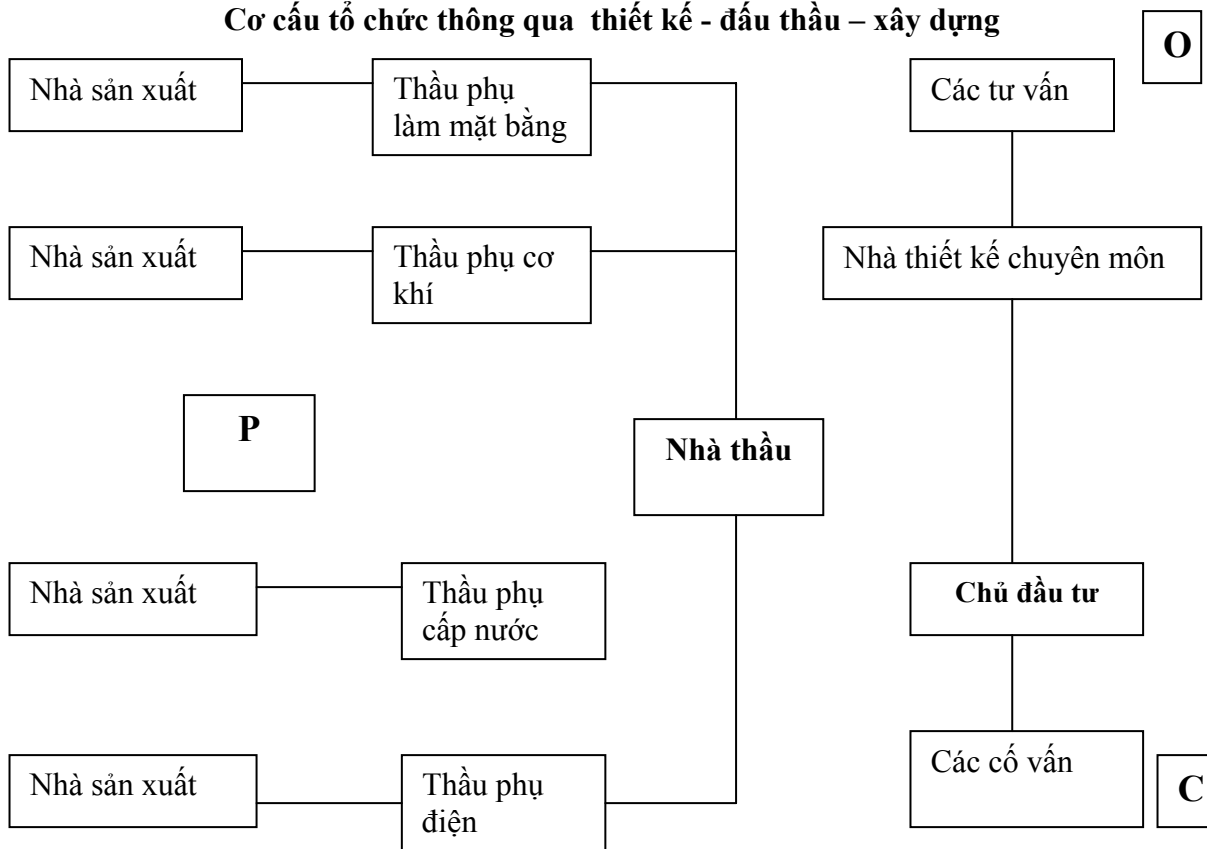 Cơ cấu tổ chức thông qua thiết kế - đấu thầu – xây dựng
O
Nhà sản xuất
Thầu phụ
làm mặt bằng
Các tư vấn
Nhà sản xuất
Thầu phụ cơ
khí
Nhà thiết kế chuyên môn
P
Nhà thầu
Nhà sản xuất
Thầu phụ
cấp nước
Chủ đầu tư
Nhà sản xuất
Thầu phụ
điện
Các cố vấn
C